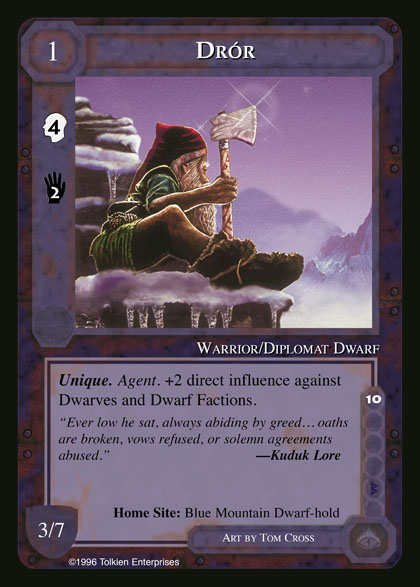 1
Drór
4
2
Warrior/Diplomat Dwarf
Unique. Agent. +2 direct influence against
Dwarves and Dwarf Factions.
10
“Ever low he sat, always abiding by greed…oaths
are broken, vows refused, or solemn agreements
abused.” —Kuduk Lore
Home Site: Blue Mountain Dwarf-hold
3/7
Art by Tom Cross
©1996 Tolkien Enterprises